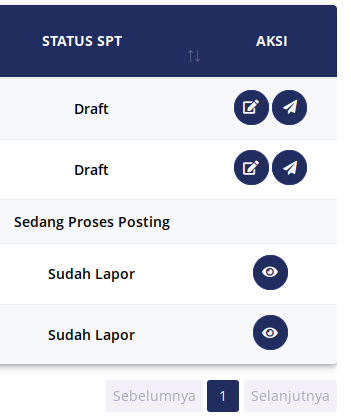 STATUS SPT AKSI
Draft
Draft
Sedang Proses Posting
Sudah Lapor
Sudah Lapor
Sebelumnya 1 Selanjutnya